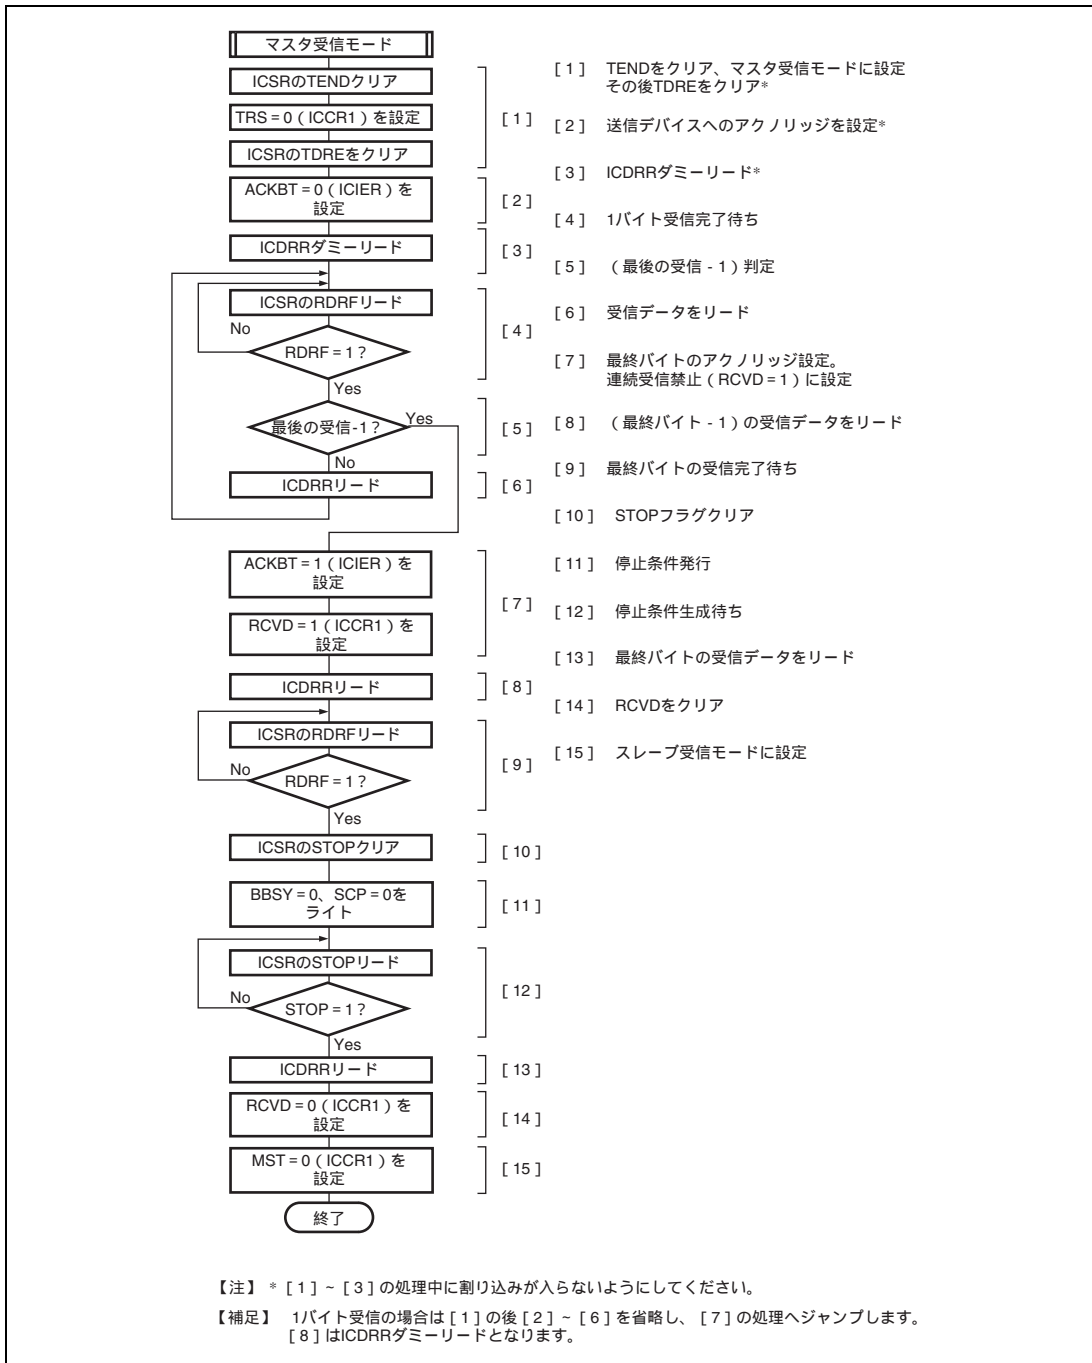 マスタ受信モード
ICSRのTENDクリア
TRS = 0 ( ICCR1 ) を設定
ICSRのTDREをクリア
[ 1 ]
ACKBT = 0 ( ICIER ) を
設定
[ 2 ]
ICDRRダミーリード
[ 3 ]
ICSRのRDRFリード
No
RDRF = 1 ?
[ 4 ]
Yes
最後の受信-1 ?
Yes
[ 5 ]
No
ICDRRリード
[ 6 ]
ACKBT = 1 ( ICIER ) を
設定
RCVD = 1 ( ICCR1 ) を
設定
[ 7 ]
ICDRRリード
[ 8 ]
ICSRのRDRFリード
No
RDRF = 1 ?
[ 9 ]
Yes
ICSRのSTOPクリア
[ 10 ]
BBSY = 0、SCP = 0を
ライト
[ 11 ]
ICSRのSTOPリード
No
STOP = 1 ?
[ 12 ]
Yes
ICDRRリード
[ 13 ]
RCVD = 0 ( ICCR1 ) を
設定
[ 14 ]
MST = 0 ( ICCR1 ) を
設定
[ 15 ]
終了
[ 1 ] TENDをクリア、マスタ受信モードに設定
その後TDREをクリア*
[ 2 ] 送信デバイスへのアクノリッジを設定*
[ 3 ] ICDRRダミーリード*
[ 4 ] 1バイト受信完了待ち
[ 5 ] （最後の受信 - 1）判定
[ 6 ] 受信データをリード
[ 7 ] 最終バイトのアクノリッジ設定。
連続受信禁止（RCVD = 1）に設定
[ 8 ] （最終バイト - 1）の受信データをリード
[ 9 ] 最終バイトの受信完了待ち
[ 10 ] STOPフラグクリア
[ 11 ] 停止条件発行
[ 12 ] 停止条件生成待ち
[ 13 ] 最終バイトの受信データをリード
[ 14 ] RCVDをクリア
[ 15 ] スレーブ受信モードに設定
【注】 * [ 1 ] ~ [ 3 ] の処理中に割り込みが入らないようにしてください。
【補足】 1バイト受信の場合は [ 1 ] の後 [ 2 ] ~ [ 6 ] を省略し、 [ 7 ] の処理へジャンプします。
[ 8 ] はICDRRダミーリードとなります。